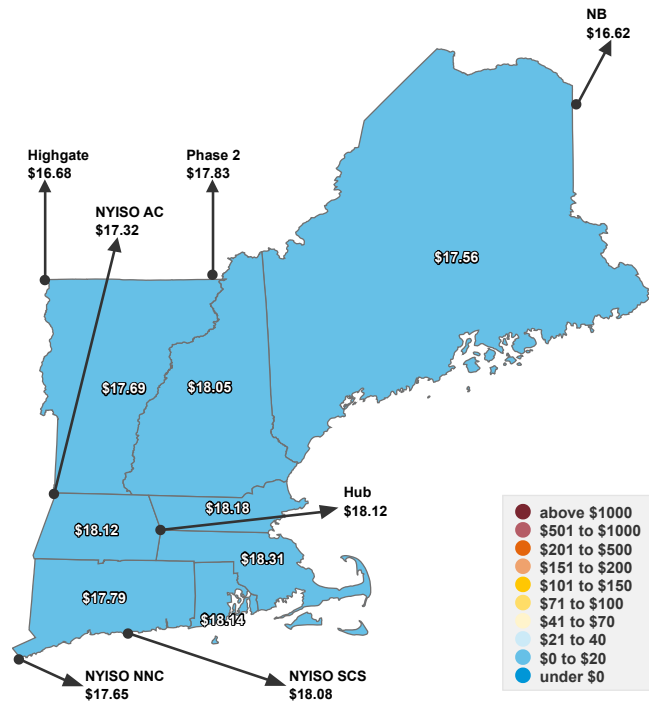 NB
$16.62
Highgate
$16.68
Phase 2
$17.83
NYISO AC
$17.32
$17.56
$17.69
$18.05
Hub
$18.12
$18.18
$18.12
$18.31
$17.79
$18.14
NYISO NNC
$17.65
NYISO SCS
$18.08
above $1000
$501 to $1000
$201 to $500
$151 to $200
$101 to $150
$71 to $100
$41 to $70
$21 to 40
$0 to $20
under $0